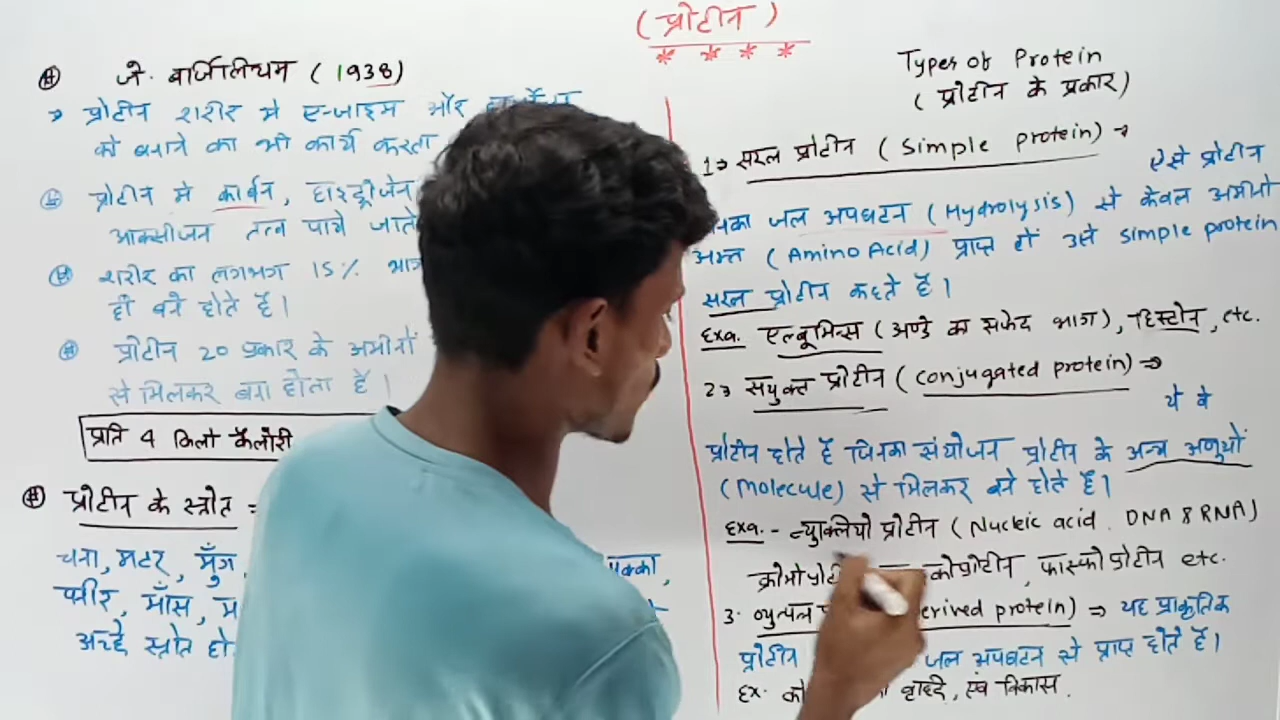 (प्रोटीन)
# जे. बार्जिलियम (1938)
→ प्रोटीन शरीर मे एन्जाइम और
को बनाने का भी कार्य करता
# प्रोटीन मे कार्बन, हाइड्रोजेन
आक्सीजन तत्व पाये जाते
# शरीर का लगभग 15%
ही बने होते है।
# प्रोटीन 20 प्रकार के अमीनों
से मिलकर बना होता है।
प्रति 4 किलो कैलोरी
# प्रोटीन के स्त्रोत =
चना, मटर, मूँग
पनीर, माँस,
अच्छे स्त्रोत हो
Types of Protein
(प्रोटीन के प्रकार)
1→ सरल प्रोटीन (Simple protein) →
ऐसे प्रोटीन
जल अपघटन (Hydrolysis) से केवल अमीनो
अम्ल (Amino Acid) प्राप्त हों उसे Simple protein
सरल प्रोटीन कहते है।
Exa. एल्बूमिन्स (अण्डे का सफेद भाग), हिस्टोन, etc.
2→ सयुक्त प्रोटीन (conjugated protein) →
ये वे
प्रोटीन होते है जिनका संयोजन प्रोटीन के अन्य अणुयों
(Molecule) से मिलकर बने होते है।
Exa. - न्युक्लियो प्रोटीन (Nucleic acid. DNA & RNA)
फास्फोप्रोटीन etc.
3. व्युत्पन्न protein) ⇒ यह प्राकृतिक
प्रोटीन जल अपघटन से प्राप्त होते है।
Ex. एवं विकास.